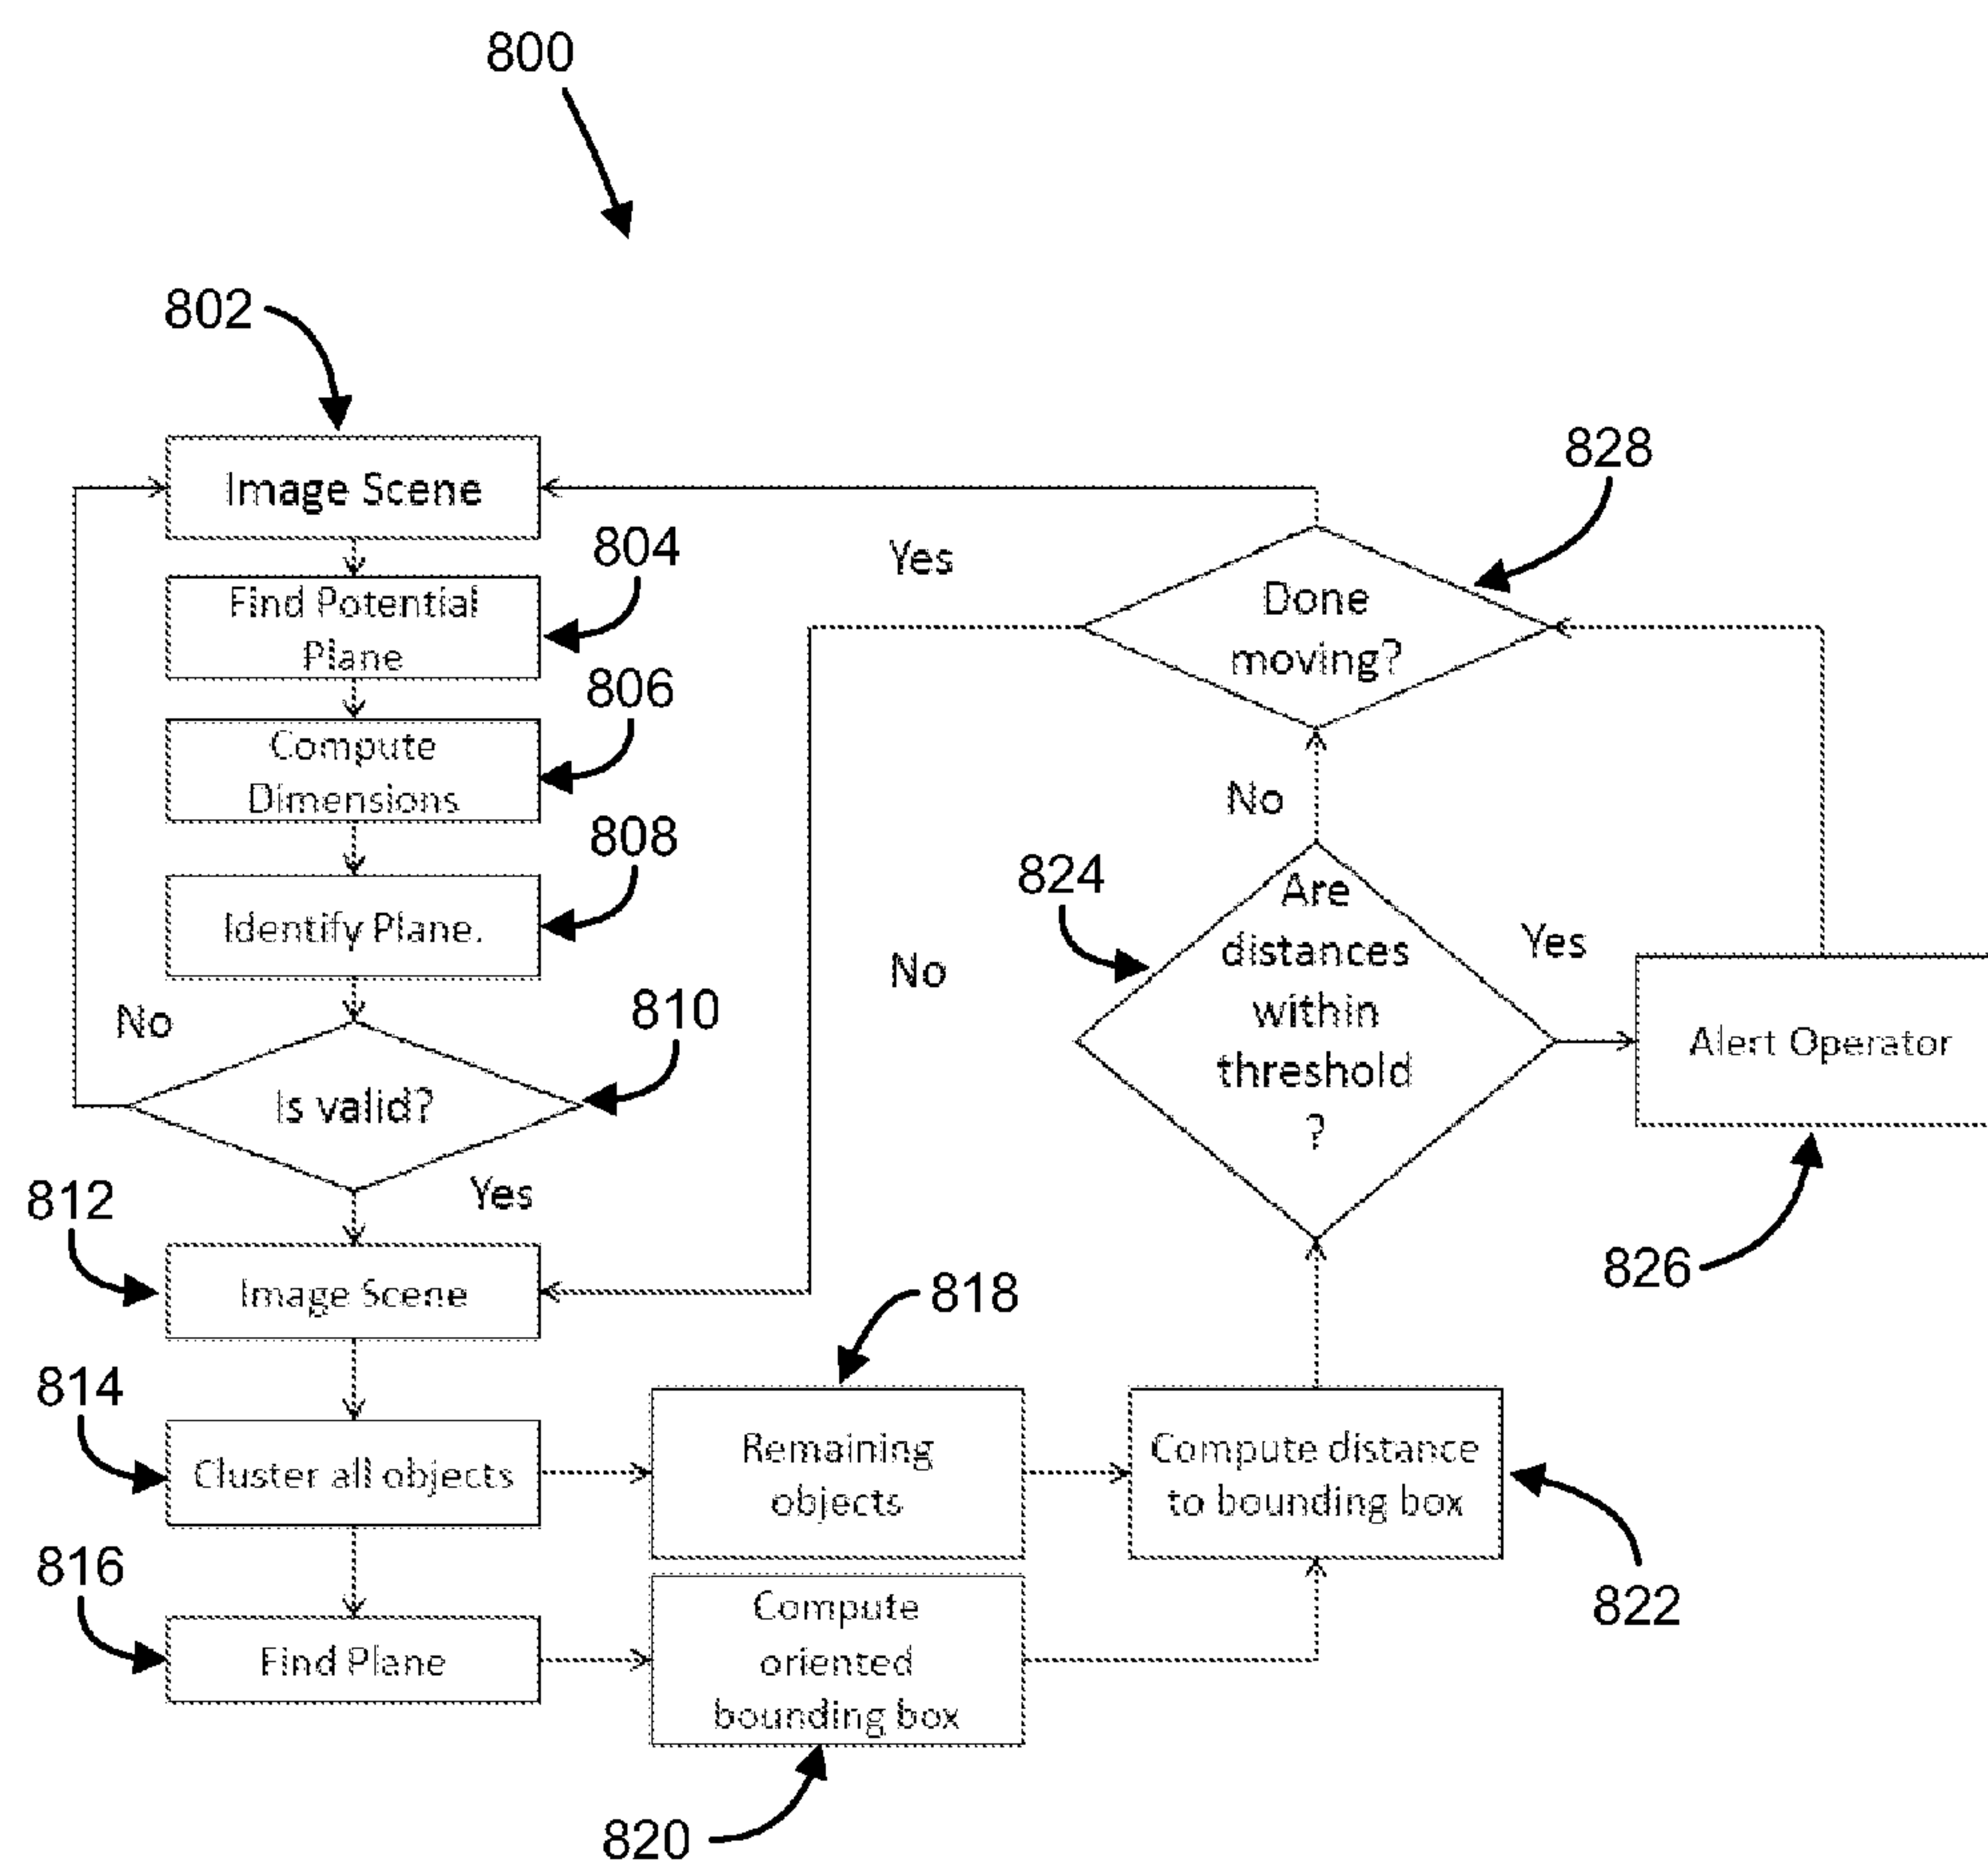 800
802
Image Scene
828
804
Find Potential
Plane
Yes
Done
moving?
806
Compute
Dimensions
No
808
Identify Plane.
824
Are
distances
within
threshold
?
Yes
No
Alert Operator
No
810
Is valid?
Yes
812
Image Scene
818
826
814
Cluster all objects
Remaining
objects
Compute distance
to bounding box
816
Find Plane
Compute
oriented
bounding box
822
820